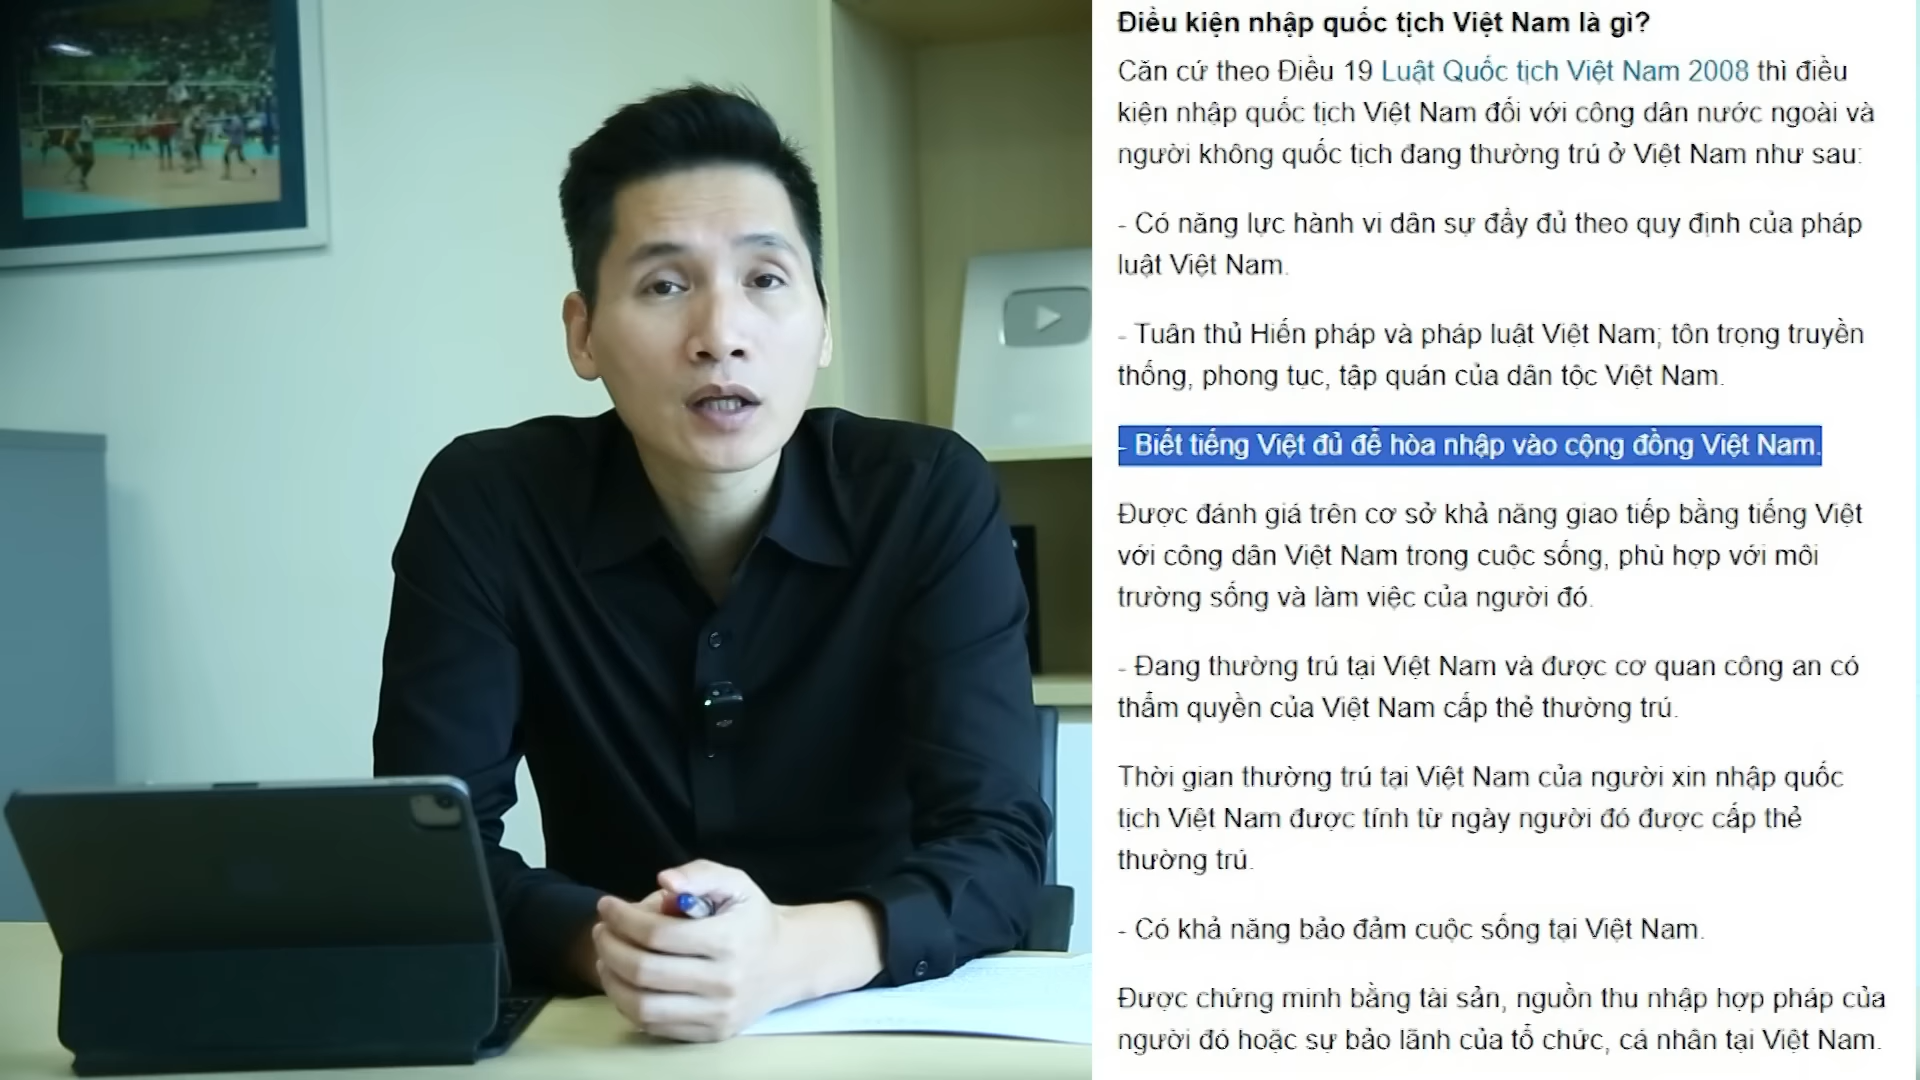 Điều kiện nhập quốc tịch Việt Nam là gì?
Căn cứ theo Điều 19 Luật Quốc tịch Việt Nam 2008 thì điều
kiện nhập quốc tịch Việt Nam đối với công dân nước ngoài và
người không quốc tịch đang thường trú ở Việt Nam như sau:
- Có năng lực hành vi dân sự đầy đủ theo quy định của pháp
luật Việt Nam.
- Tuân thủ Hiến pháp và pháp luật Việt Nam; tôn trọng truyền
thống, phong tục, tập quán của dân tộc Việt Nam.
- Biết tiếng Việt đủ để hòa nhập vào cộng đồng Việt Nam.
Được đánh giá trên cơ sở khả năng giao tiếp bằng tiếng Việt
với công dân Việt Nam trong cuộc sống, phù hợp với môi
trường sống và làm việc của người đó.
- Đang thường trú tại Việt Nam và được cơ quan công an có
thẩm quyền của Việt Nam cấp thẻ thường trú.
Thời gian thường trú tại Việt Nam của người xin nhập quốc
tịch Việt Nam được tính từ ngày người đó được cấp thẻ
thường trú.
- Có khả năng bảo đảm cuộc sống tại Việt Nam.
Được chứng minh bằng tài sản, nguồn thu nhập hợp pháp của
người đó hoặc sự bảo lãnh của tổ chức, cá nhân tại Việt Nam.